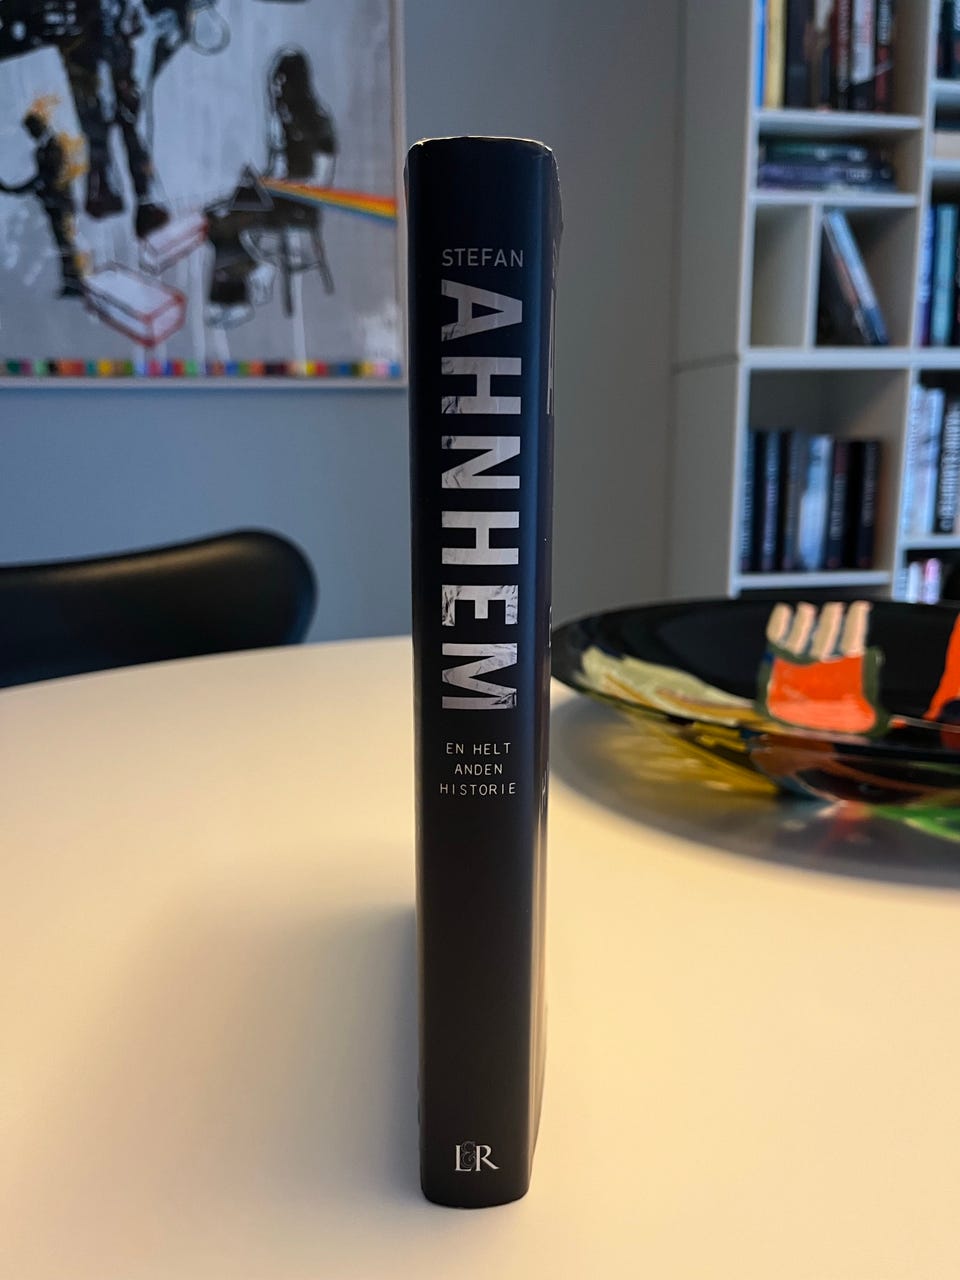 STEFAN
AHNHEM
EN HELT
ANDEN
HISTORIE
L&R